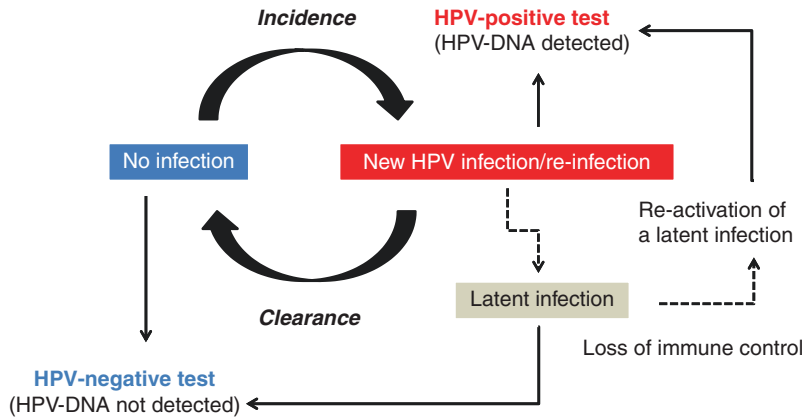 Incidence
HPV-positive test
(HPV-DNA detected)
No infection
New HPV infection/re-infection
Re-activation of
a latent infection
Latent infection
Clearance
Loss of immune control
HPV-negative test
(HPV-DNA not detected)